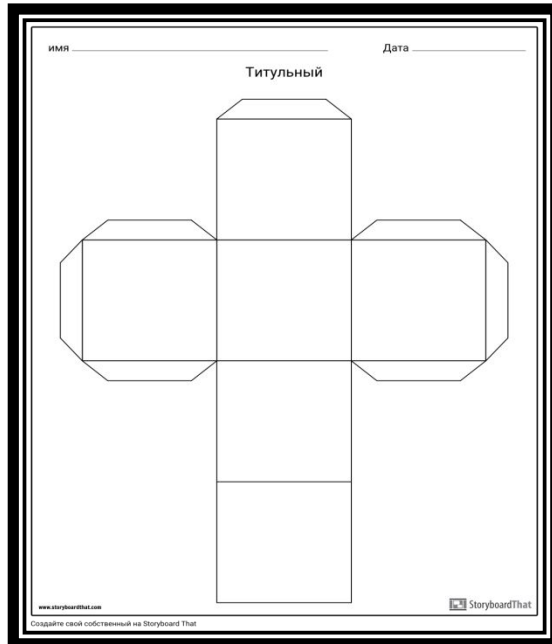 имя Дата
Титульный
www.storyboardthat.com StoryboardThat
Создайте свой собственный на Storyboard That